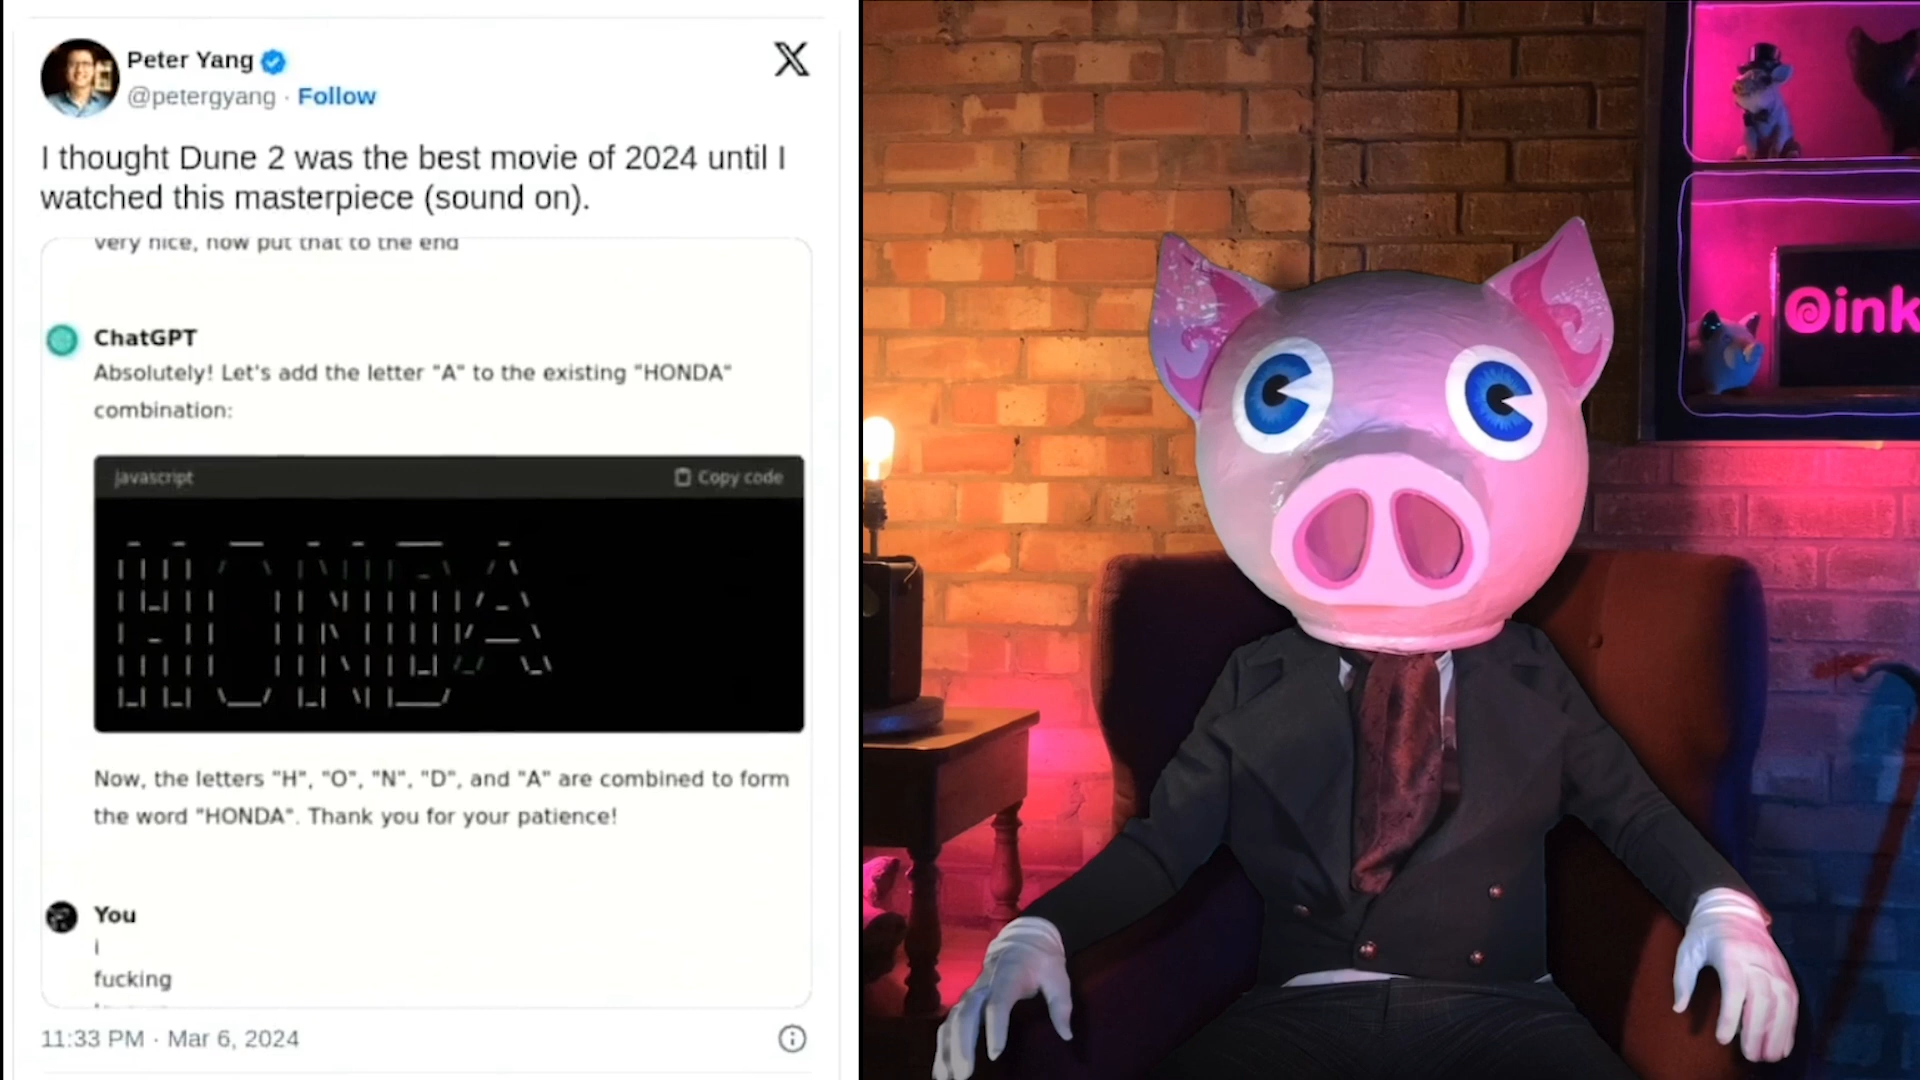 Peter Yang
@petergyang · Follow
I thought Dune 2 was the best movie of 2024 until I
watched this masterpiece (sound on).
very nice, now put that to the end
ChatGPT
Absolutely! Let's add the letter "A" to the existing "HONDA"
combination:
javascript
Copy code
HONDA
Now, the letters "H", "O", "N", "D", and "A" are combined to form
the word "HONDA". Thank you for your patience!
You
i
fucking
11:33 PM · Mar 6, 2024
Oink